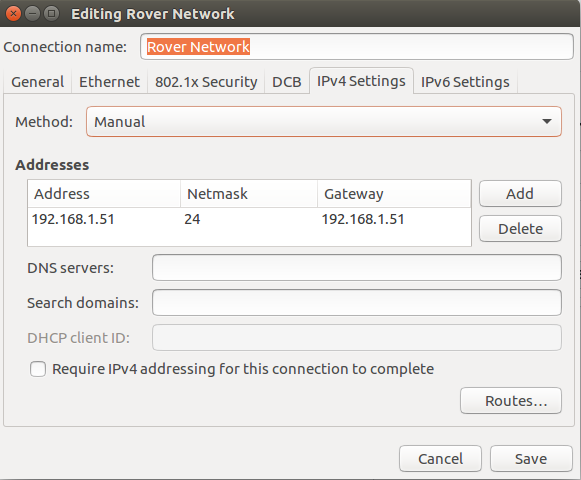 Editing Rover Network
Connection name: Rover Network
General Ethernet 802.1x Security DCB IPv4 Settings IPv6 Settings
Method: Manual
Addresses
Address Netmask Gateway Add
192.168.1.51 24 192.168.1.51
Delete
DNS servers:
Search domains:
DHCP client ID:
Require IPv4 addressing for this connection to complete
Routes...
Cancel Save